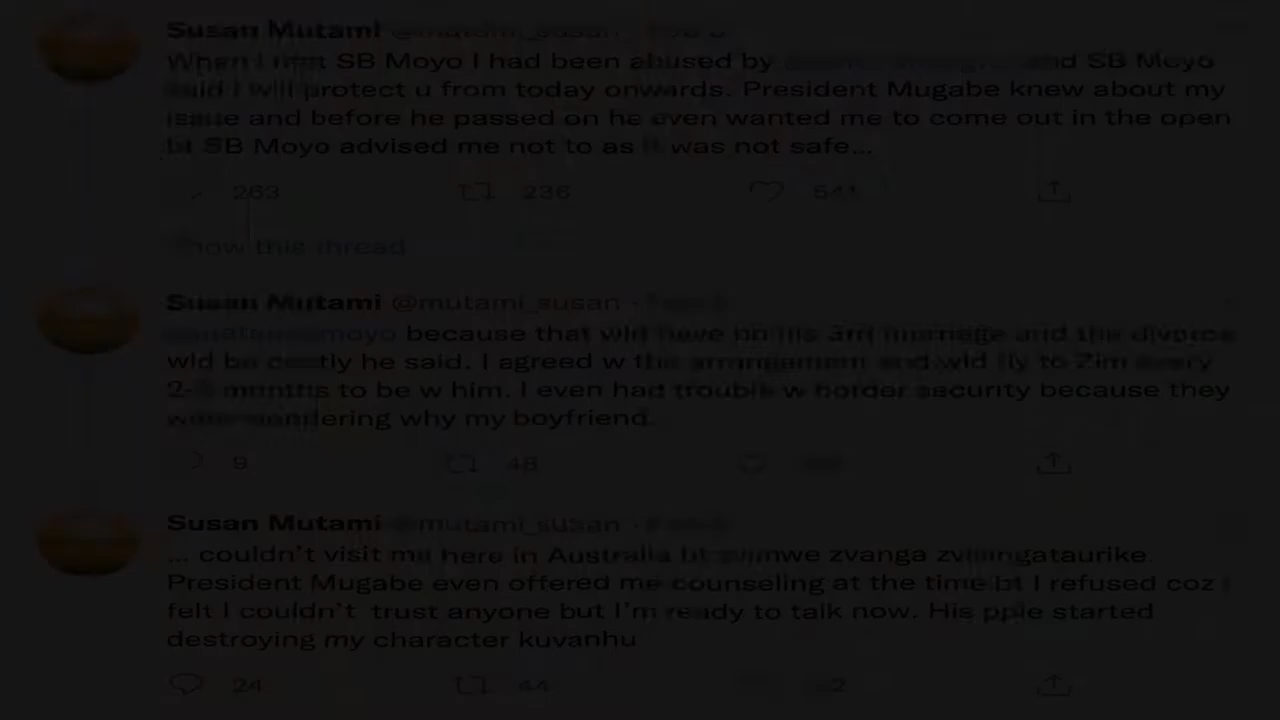 Susan Mutami @mutami_susan
When I met SB Moyo I had been abused by and SB Moyo
said I will protect u from today onwards. President Mugabe knew about my
issue and before he passed on he even wanted me to come out in the open
bt SB Moyo advised me not to as it was not safe...
263 236 541
Show this thread
Susan Mutami @mutami_susan
because that wld have bn his 3rd marriage and the divorce
wld be costly he said. I agreed w the arrangement and wld fly to Zim every
2-3 months to be w him. I even had trouble w border security because they
were wondering why my boyfriend
9 48
Susan Mutami @mutami_susan
... couldn't visit me here in Australia bt zvimwe zvanga
President Mugabe even offered me counseling at the time bt I refused coz I
felt I couldn't trust anyone but I'm ready to talk now. His pple started
destroying my character kuvanhu
24 44